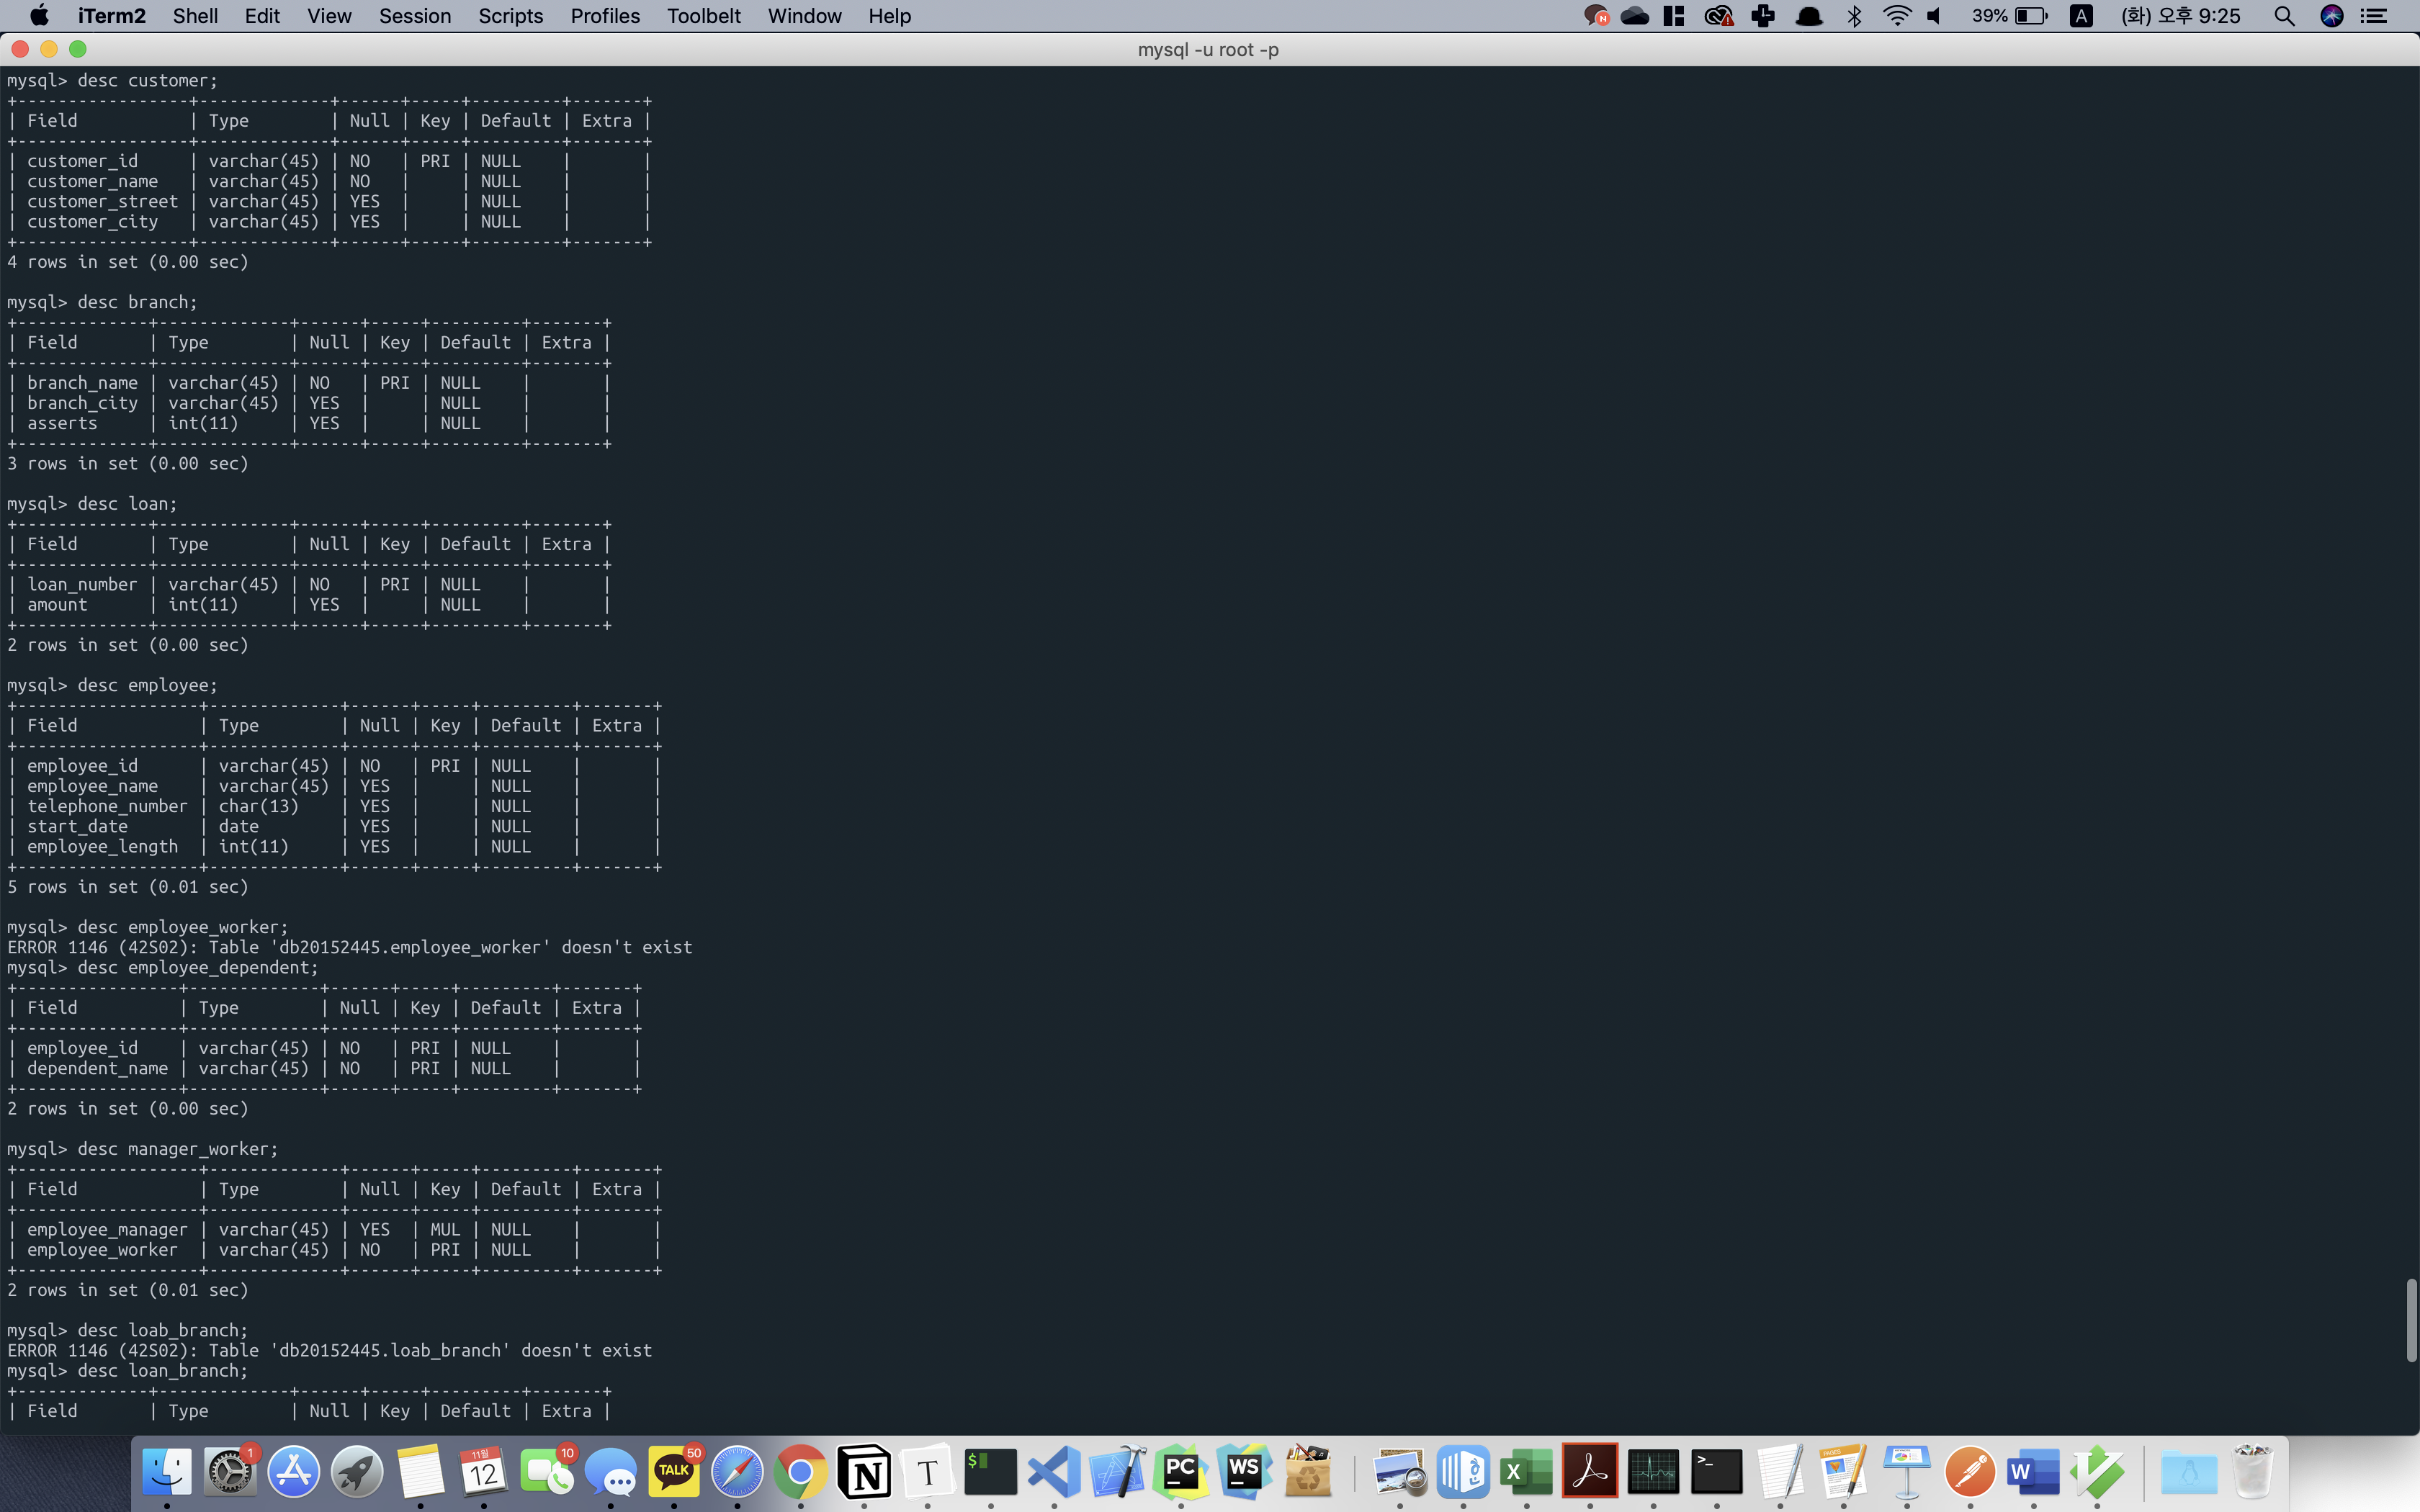 iTerm2 Shell Edit View Session Scripts Profiles Toolbelt Window Help N 39% A (화) 오후 9:25
mysql -u root -p
mysql> desc customer;
+-----------------+-------------+------+-----+---------+-------+
| Field           | Type        | Null | Key | Default | Extra |
+-----------------+-------------+------+-----+---------+-------+
| customer_id     | varchar(45) | NO   | PRI | NULL    |       |
| customer_name   | varchar(45) | NO   |     | NULL    |       |
| customer_street | varchar(45) | YES  |     | NULL    |       |
| customer_city   | varchar(45) | YES  |     | NULL    |       |
+-----------------+-------------+------+-----+---------+-------+
4 rows in set (0.00 sec)
mysql> desc branch;
+-------------+-------------+------+-----+---------+-------+
| Field       | Type        | Null | Key | Default | Extra |
+-------------+-------------+------+-----+---------+-------+
| branch_name | varchar(45) | NO   | PRI | NULL    |       |
| branch_city | varchar(45) | YES  |     | NULL    |       |
| asserts     | int(11)     | YES  |     | NULL    |       |
+-------------+-------------+------+-----+---------+-------+
3 rows in set (0.00 sec)
mysql> desc loan;
+-------------+-------------+------+-----+---------+-------+
| Field       | Type        | Null | Key | Default | Extra |
+-------------+-------------+------+-----+---------+-------+
| loan_number | varchar(45) | NO   | PRI | NULL    |       |
| amount      | int(11)     | YES  |     | NULL    |       |
+-------------+-------------+------+-----+---------+-------+
2 rows in set (0.00 sec)
mysql> desc employee;
+------------------+-------------+------+-----+---------+-------+
| Field            | Type        | Null | Key | Default | Extra |
+------------------+-------------+------+-----+---------+-------+
| employee_id      | varchar(45) | NO   | PRI | NULL    |       |
| employee_name    | varchar(45) | YES  |     | NULL    |       |
| telephone_number | char(13)    | YES  |     | NULL    |       |
| start_date       | date        | YES  |     | NULL    |       |
| employee_length  | int(11)     | YES  |     | NULL    |       |
+------------------+-------------+------+-----+---------+-------+
5 rows in set (0.01 sec)
mysql> desc employee_worker;
ERROR 1146 (42S02): Table 'db20152445.employee_worker' doesn't exist
mysql> desc employee_dependent;
+----------------+-------------+------+-----+---------+-------+
| Field          | Type        | Null | Key | Default | Extra |
+----------------+-------------+------+-----+---------+-------+
| employee_id    | varchar(45) | NO   | PRI | NULL    |       |
| dependent_name | varchar(45) | NO   | PRI | NULL    |       |
+----------------+-------------+------+-----+---------+-------+
2 rows in set (0.00 sec)
mysql> desc manager_worker;
+------------------+-------------+------+-----+---------+-------+
| Field            | Type        | Null | Key | Default | Extra |
+------------------+-------------+------+-----+---------+-------+
| employee_manager | varchar(45) | YES  | MUL | NULL    |       |
| employee_worker  | varchar(45) | NO   | PRI | NULL    |       |
+------------------+-------------+------+-----+---------+-------+
2 rows in set (0.01 sec)
mysql> desc loab_branch;
ERROR 1146 (42S02): Table 'db20152445.loab_branch' doesn't exist
mysql> desc loan_branch;
+-------------+-------------+------+-----+---------+-------+
| Field       | Type        | Null | Key | Default | Extra |
1 11월 12 10 TALK 50 N T $ PC WS X >_ PAGES W